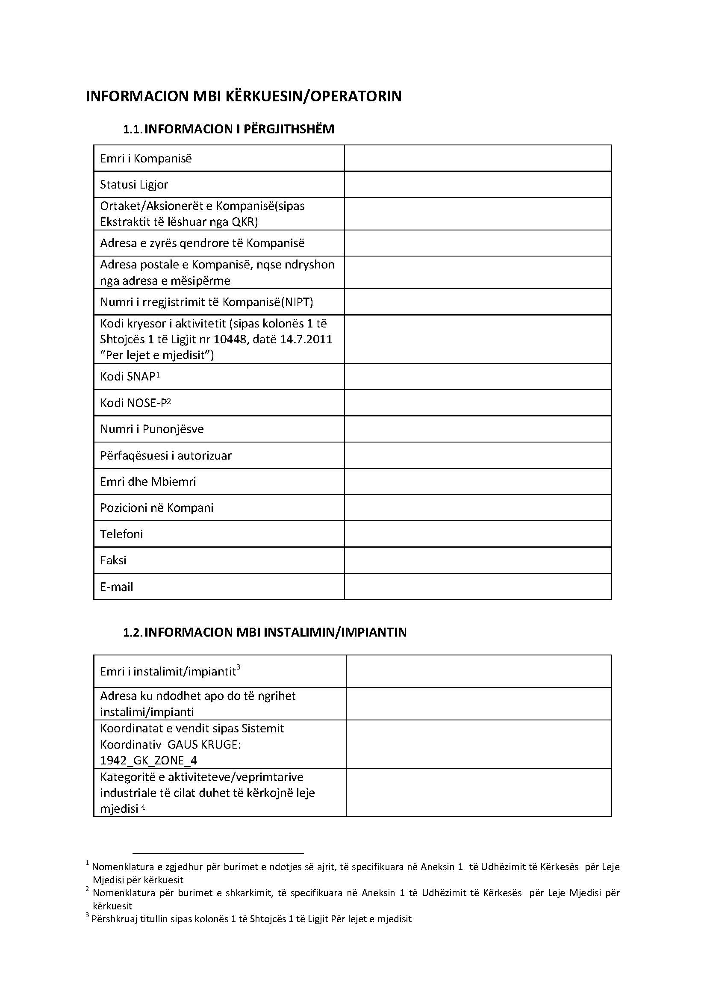 INFORMACION MBI KËRKUESIN/OPERATORIN
1.1. INFORMACION I PËRGJITHSHËM
Emri i Kompanisë
Statusi Ligjor
Ortaket/Aksionerët e Kompanisë(sipas
Ekstraktit të lëshuar nga QKR)
Adresa e zyrës qendrore të Kompanisë
Adresa postale e Kompanisë, nqse ndryshon
nga adresa e mësipërme
Numri i rregjistrimit të Kompanisë(NIPT)
Kodi kryesor i aktivitetit (sipas kolonës 1 të
Shtojcës 1 të Ligjit nr 10448, datë 14.7.2011
“Per lejet e mjedisit”)
Kodi SNAP¹
Kodi NOSE-P²
Numri i Punonjësve
Përfaqësuesi i autorizuar
Emri dhe Mbiemri
Pozicioni në Kompani
Telefoni
Faksi
E-mail
1.2. INFORMACION MBI INSTALIMIN/IMPIANTIN
Emri i instalimit/impiantit³
Adresa ku ndodhet apo do të ngrihet
instalimi/impianti
Koordinatat e vendit sipas Sistemit
Koordinativ  GAUS KRUGE:
1942_GK_ZONE_4
Kategoritë e aktiviteteve/veprimtarive
industriale të cilat duhet të kërkojnë leje
mjedisi ⁴
¹ Nomenklatura e zgjedhur për burimet e ndotjes së ajrit, të specifikuara në Aneksin 1  të Udhëzimit të Kërkesës  për Leje
Mjedisi për kërkuesit
² Nomenklatura për burimet e shkarkimit, të specifikuara në Aneksin 1 të Udhëzimit të Kërkesës  për Leje Mjedisi për
kërkuesit
³ Përshkruaj titullin sipas kolonës 1 të Shtojcës 1 të Ligjit Për lejet e mjedisit